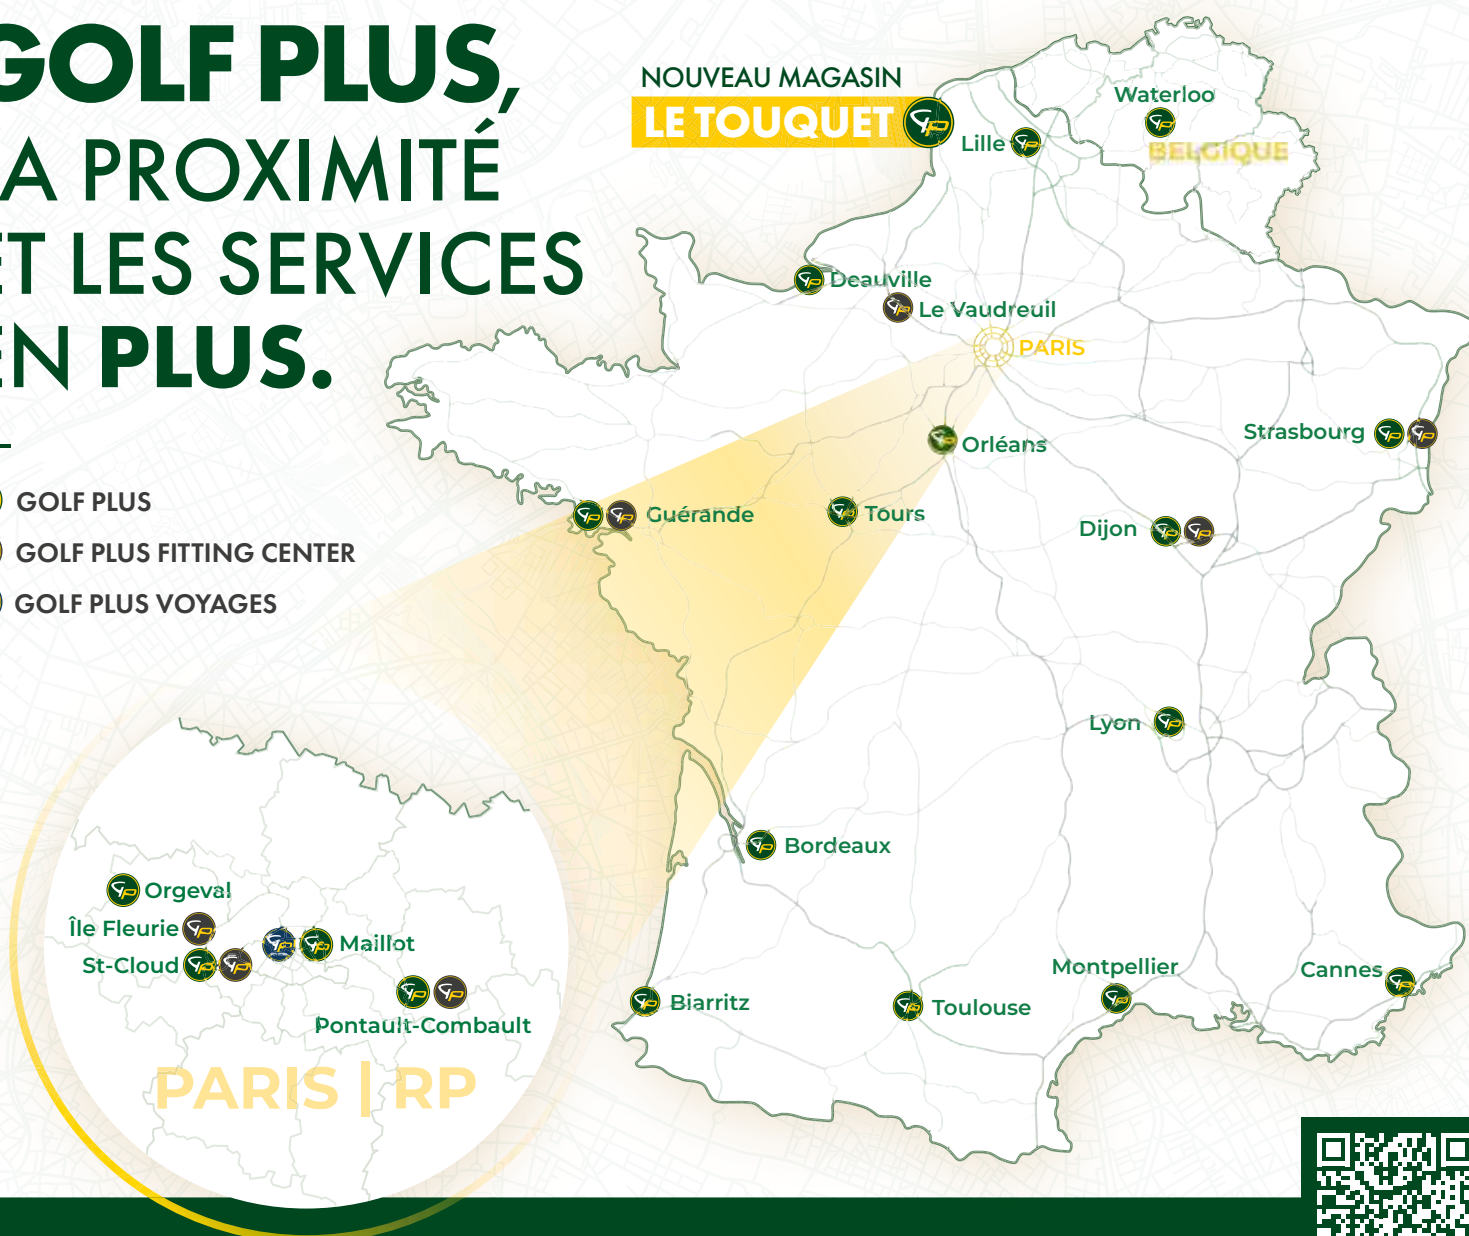 GOLF PLUS,
A PROXIMITÉ
ET LES SERVICES
EN PLUS.
GOLF PLUS
GOLF PLUS FITTING CENTER
GOLF PLUS VOYAGES
NOUVEAU MAGASIN
LE TOUQUET
Lille
Waterloo
BELGIQUE
Deauville
Le Vaudreuil
PARIS
Orléans
Strasbourg
Guérande
Tours
Dijon
Lyon
Bordeaux
Biarritz
Toulouse
Montpellier
Cannes
Orgeval
Île Fleurie
St-Cloud
Maillot
Pontault-Combault
PARIS | RP